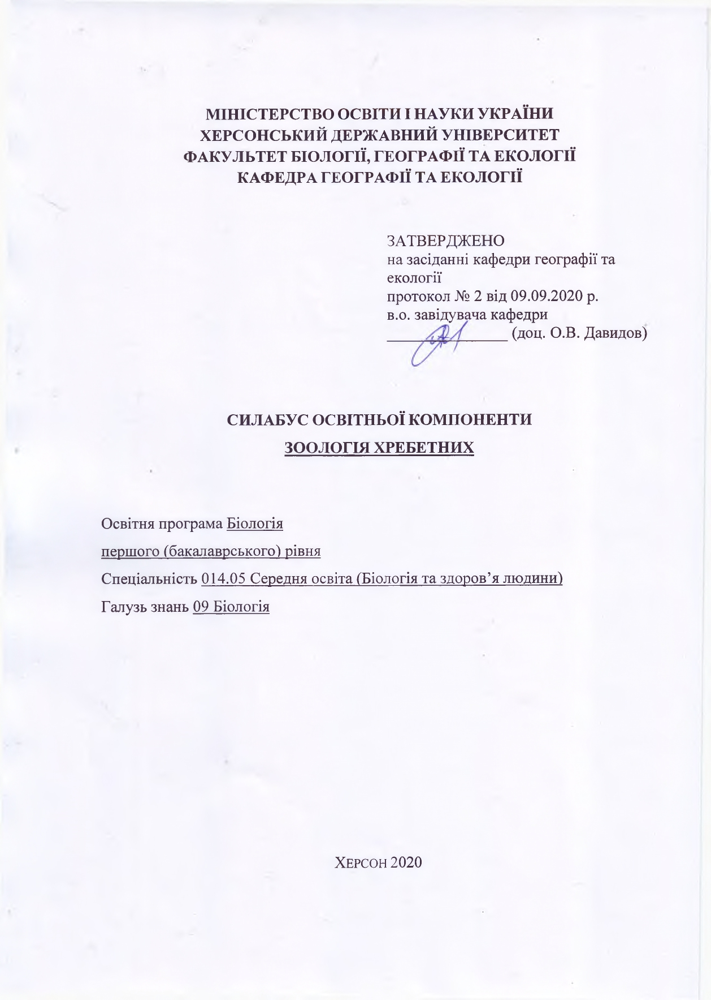 МІНІСТЕРСТВО ОСВІТИ І НАУКИ УКРАЇНИ
ХЕРСОНСЬКИЙ ДЕРЖАВНИЙ УНІВЕРСИТЕТ
ФАКУЛЬТЕТ БІОЛОГІЇ, ГЕОГРАФІЇ ТА ЕКОЛОГІЇ
КАФЕДРА ГЕОГРАФІЇ ТА ЕКОЛОГІЇ
ЗАТВЕРДЖЕНО
на засіданні кафедри географії та
екології
протокол № 2 від 09.09.2020 р.
в.о. завідувача кафедри
(доц. О.В. Давидов)
СИЛАБУС ОСВІТНЬОЇ КОМПОНЕНТИ
ЗООЛОГІЯ ХРЕБЕТНИХ
Освітня програма Біологія
першого (бакалаврського) рівня
Спеціальність 014.05 Середня освіта (Біологія та здоров’я людини)
Галузь знань 09 Біологія
ХЕРСОН 2020